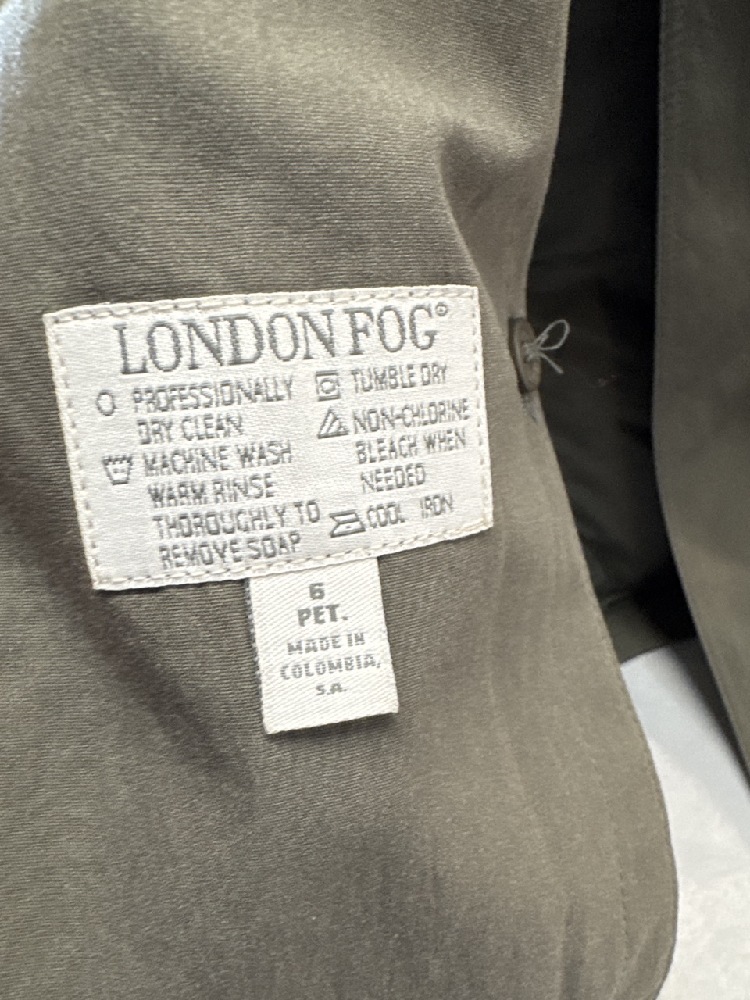 LONDON FOG®
PROFESSIONALLY
DRY CLEAN
MACHINE WASH
WARM RINSE
THOROUGHLY TO
REMOVE SOAP
TUMBLE DRY
NON-CHLORINE
BLEACH WHEN
NEEDED
COOL IRON
6
PET.
MADE IN
COLOMBIA,
S.A.